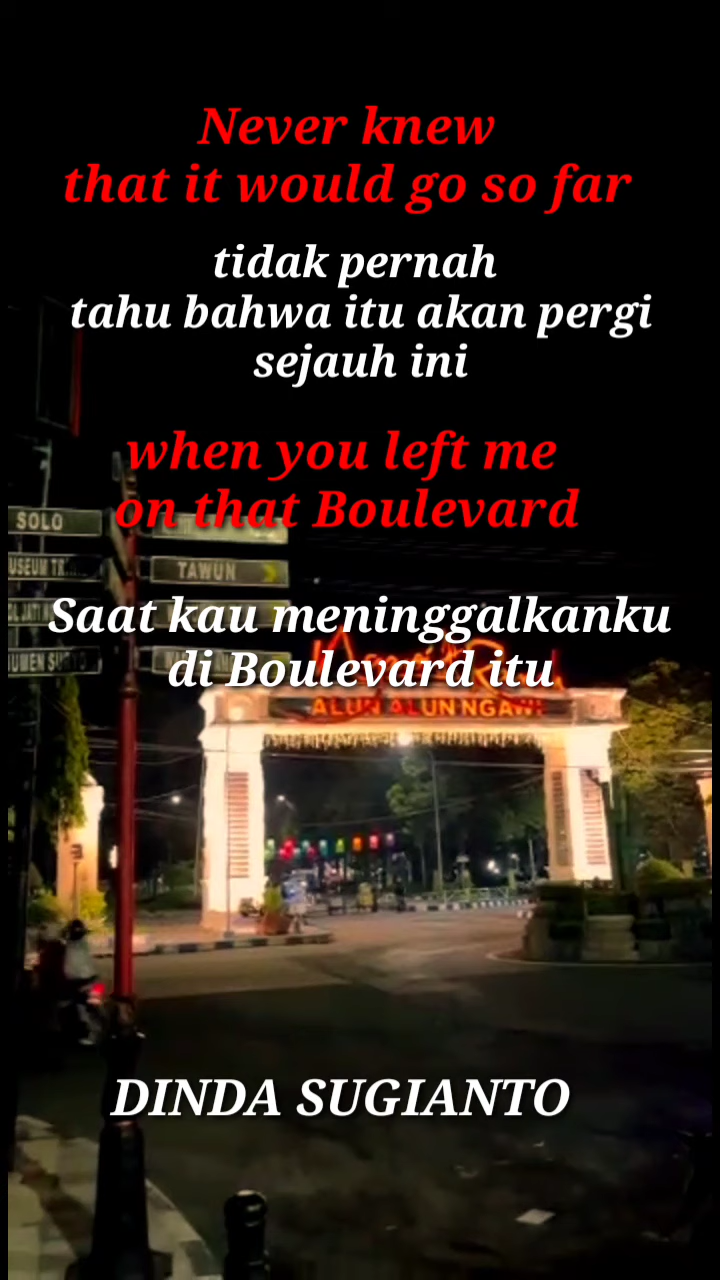 Never knew
that it would go so far
tidak pernah
tahu bahwa itu akan pergi
sejauh ini
when you left me
on that Boulevard
SOLO
TAWUN
Saat kau meninggalkanku
di Boulevard itu
ALUN ALUN NGAWI
DINDA SUGIANTO